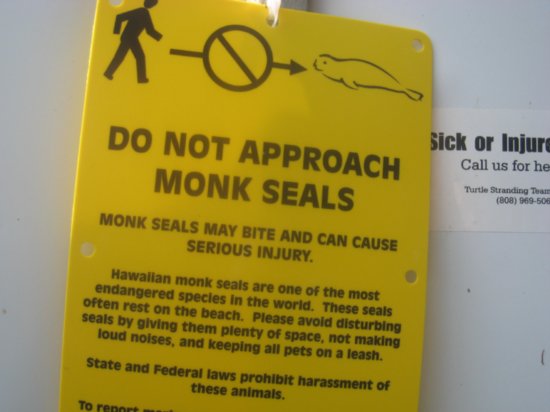 DO NOT APPROACH
MONK SEALS
MONK SEALS MAY BITE AND CAN CAUSE
SERIOUS INJURY.
Hawaiian monk seals are one of the most
endangered species in the world. These seals
often rest on the beach. Please avoid disturbing
seals by giving them plenty of space, not making
loud noises, and keeping all pets on a leash.
State and Federal laws prohibit harassment of
these animals.
To report
Sick or Injure
Call us for he
Turtle Stranding Team
(808) 969-506